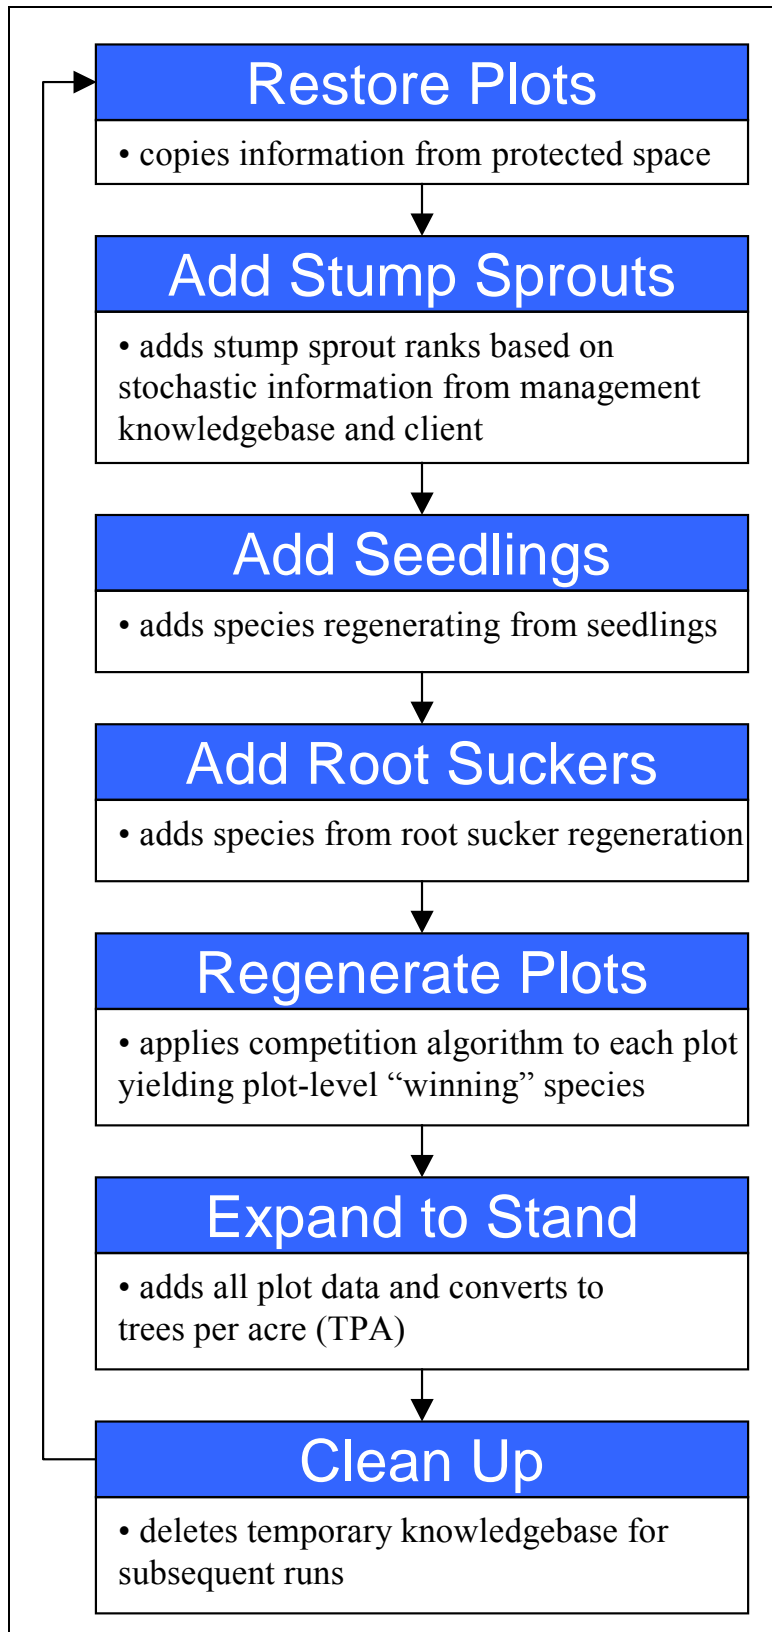 Restore Plots
• copies information from protected space
Add Stump Sprouts
• adds stump sprout ranks based on
stochastic information from management
knowledgebase and client
Add Seedlings
• adds species regenerating from seedlings
Add Root Suckers
• adds species from root sucker regeneration
Regenerate Plots
• applies competition algorithm to each plot
yielding plot-level “winning” species
Expand to Stand
• adds all plot data and converts to
trees per acre (TPA)
Clean Up
• deletes temporary knowledgebase for
subsequent runs